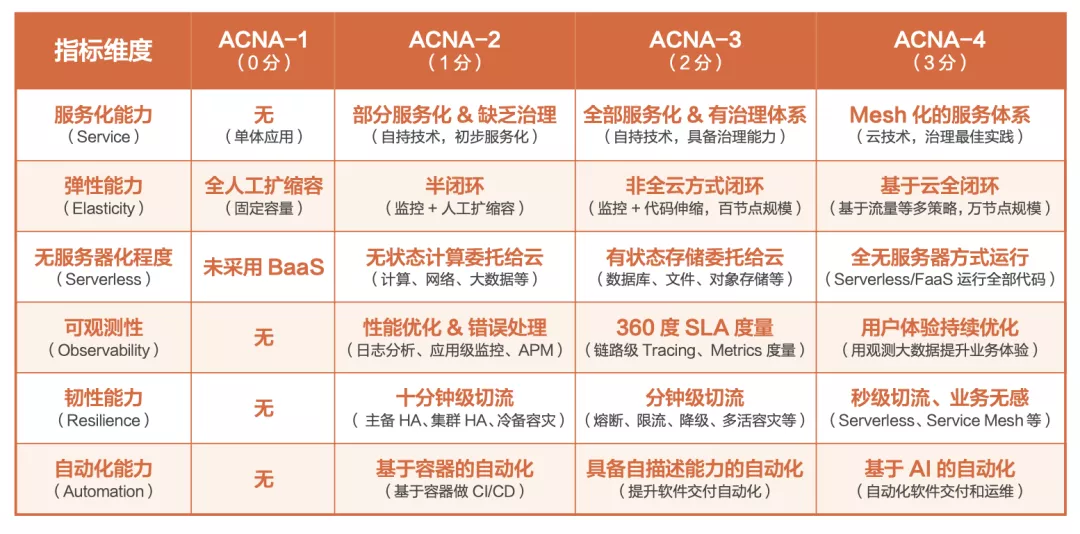 指标维度
ACNA-1
（0分）
ACNA-2
（1分）
ACNA-3
（2分）
ACNA-4
（3分）
服务化能力
（Service）
无
（单体应用）
部分服务化 & 缺乏治理
（自持技术，初步服务化）
全部服务化 & 有治理体系
（自持技术，具备治理能力）
Mesh 化的服务体系
（云技术，治理最佳实践）
弹性能力
（Elasticity）
全人工扩缩容
（固定容量）
半闭环
（监控 + 人工扩缩容）
非全云方式闭环
（监控 + 代码伸缩，百节点规模）
基于云全闭环
（基于流量等多策略，万节点规模）
无服务器化程度
（Serverless）
未采用 BaaS
无状态计算委托给云
（计算、网络、大数据等）
有状态存储委托给云
（数据库、文件、对象存储等）
全无服务器方式运行
（Serverless/FaaS 运行全部代码）
可观测性
（Observability）
无
性能优化 & 错误处理
（日志分析、应用级监控、APM）
360 度 SLA 度量
（链路级 Tracing、Metrics 度量）
用户体验持续优化
（用观测大数据提升业务体验）
韧性能力
（Resilience）
无
十分钟级切流
（主备 HA、集群 HA、冷备容灾）
分钟级切流
（熔断、限流、降级、多活容灾等）
秒级切流、业务无感
（Serverless、Service Mesh 等）
自动化能力
（Automation）
无
基于容器的自动化
（基于容器做 CI/CD）
具备自描述能力的自动化
（提升软件交付自动化）
基于 AI 的自动化
（自动化软件交付和运维）